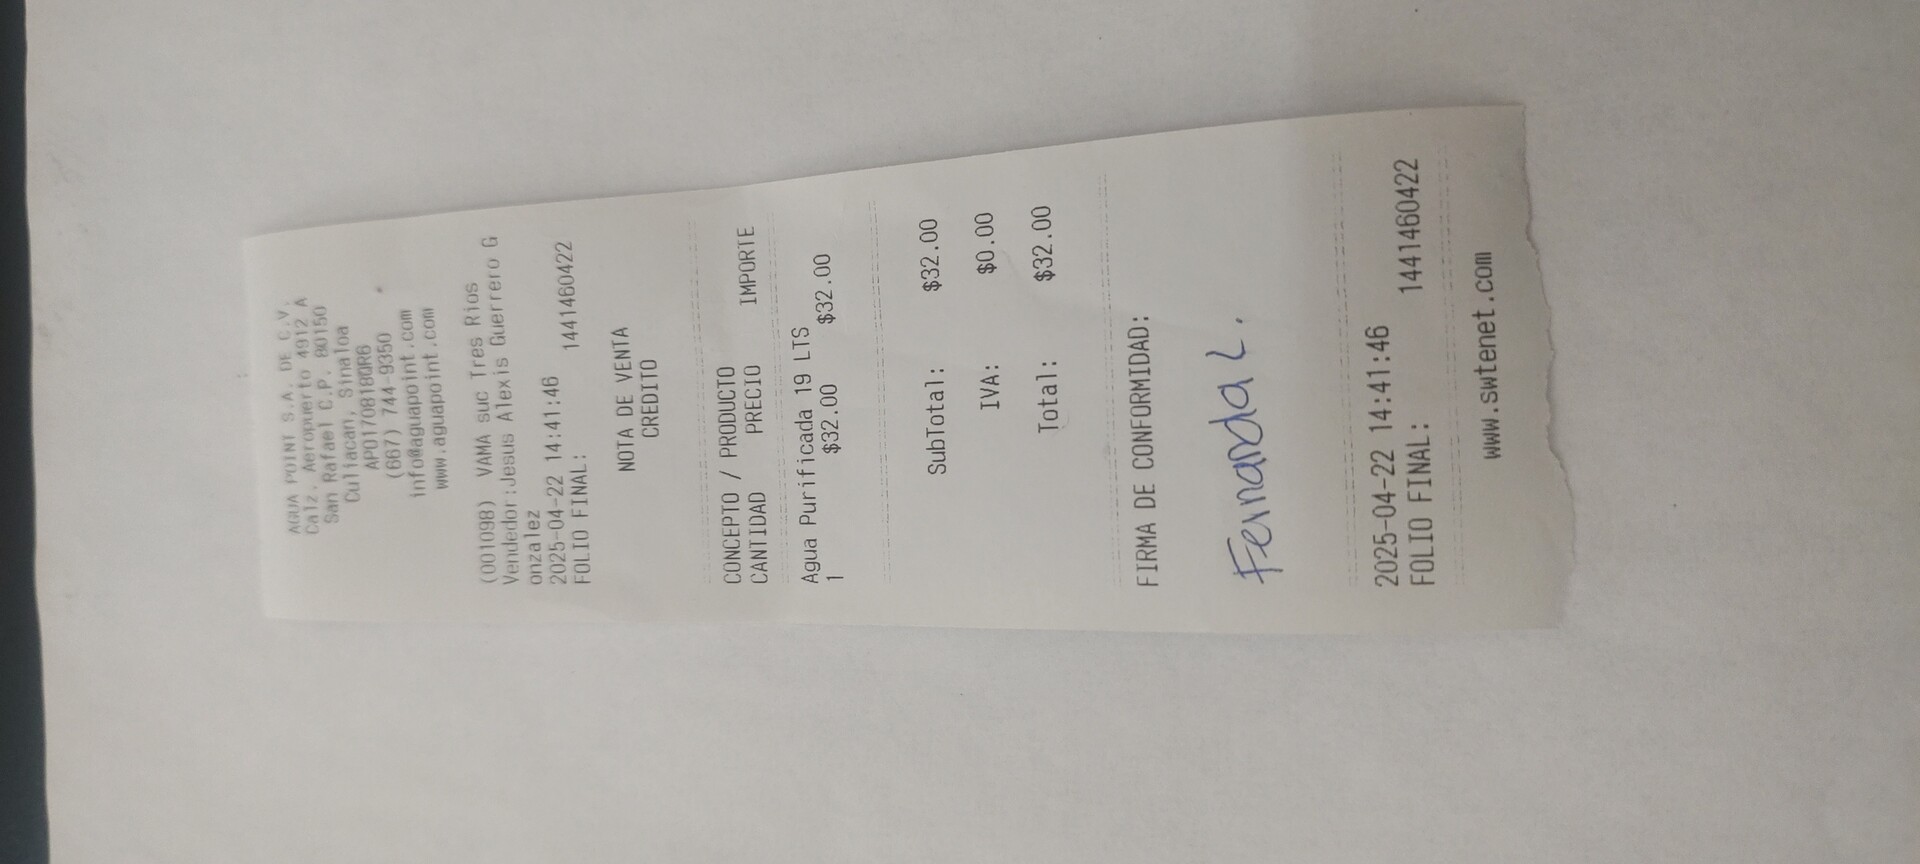 AGUA POINT S.A. DE C.V.
Calz. Aeropuerto 4912 A
San Rafael C.P. 80150
Culiacan, Sinaloa
APO170818QR6
(667) 744-9350
info@aguapoint.com
www.aguapoint.com
(001098) VAMA suc Tres Rios
Vendedor:Jesus Alexis Guerrero G
onzalez
2025-04-22 14:41:46
FOLIO FINAL: 1441460422
NOTA DE VENTA
CREDITO
CONCEPTO / PRODUCTO
CANTIDAD PRECIO IMPORTE
Agua Purificada 19 LTS
1 $32.00 $32.00
SubTotal: $32.00
IVA: $0.00
Total: $32.00
FIRMA DE CONFORMIDAD:
Fernanda L.
2025-04-22 14:41:46
FOLIO FINAL: 1441460422
www.swtenet.com